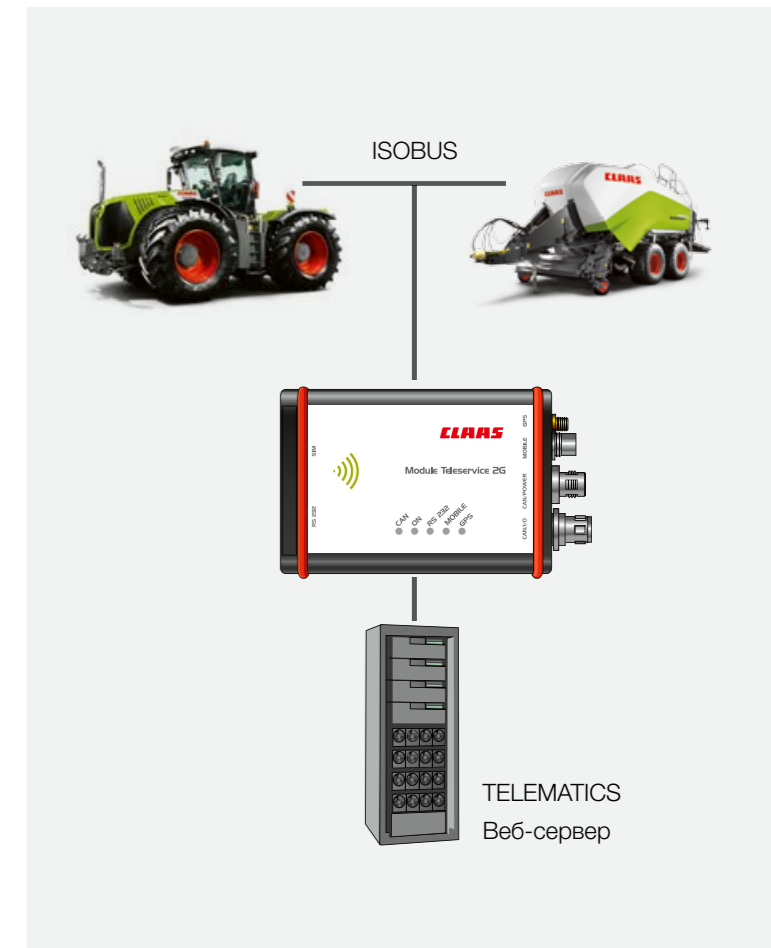 ISOBUS
CLAAS
CLAAS
GPS
MOBILE
CAN/POWER
CAN I/O
SIM
RS 232
Module Teleservice 2G
CAN
ON
RS 232
MOBILE
GPS
TELEMATICS
Веб-сервер